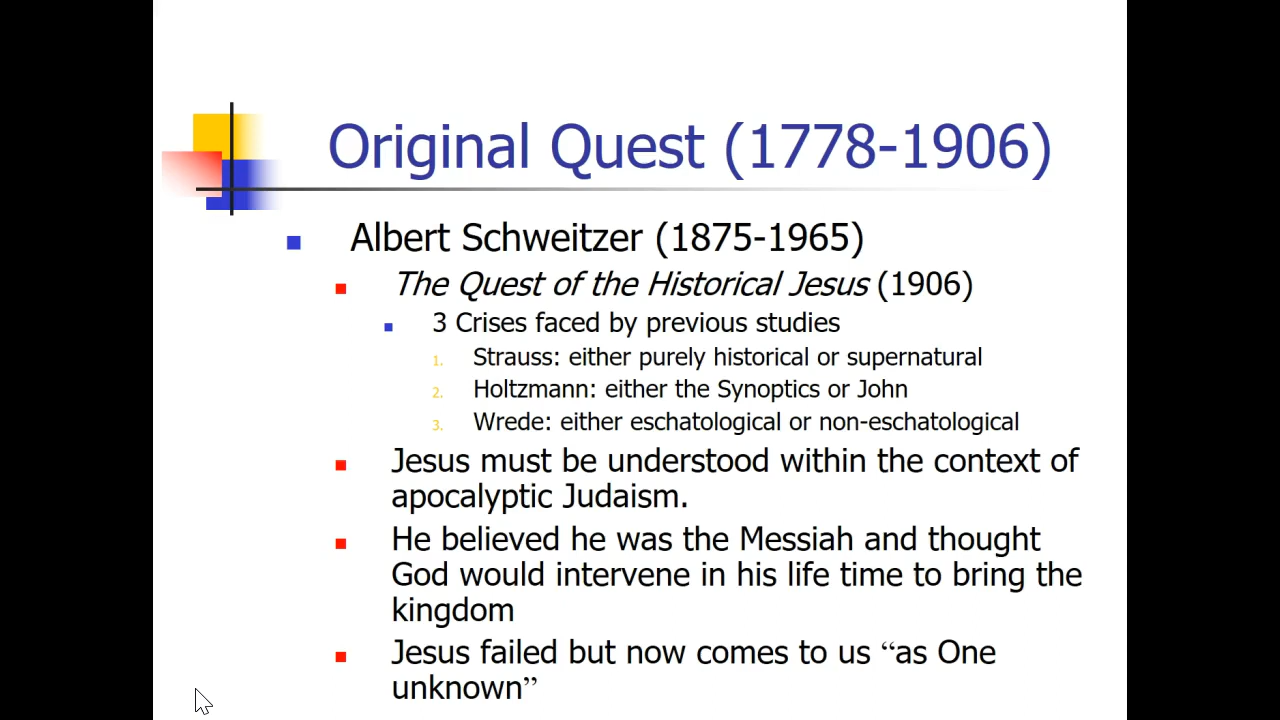 Original Quest (1778-1906)
Albert Schweitzer (1875-1965)
The Quest of the Historical Jesus (1906)
3 Crises faced by previous studies
1. Strauss: either purely historical or supernatural
2. Holtzmann: either the Synoptics or John
3. Wrede: either eschatological or non-eschatological
Jesus must be understood within the context of
apocalyptic Judaism.
He believed he was the Messiah and thought
God would intervene in his life time to bring the
kingdom
Jesus failed but now comes to us “as One
unknown”